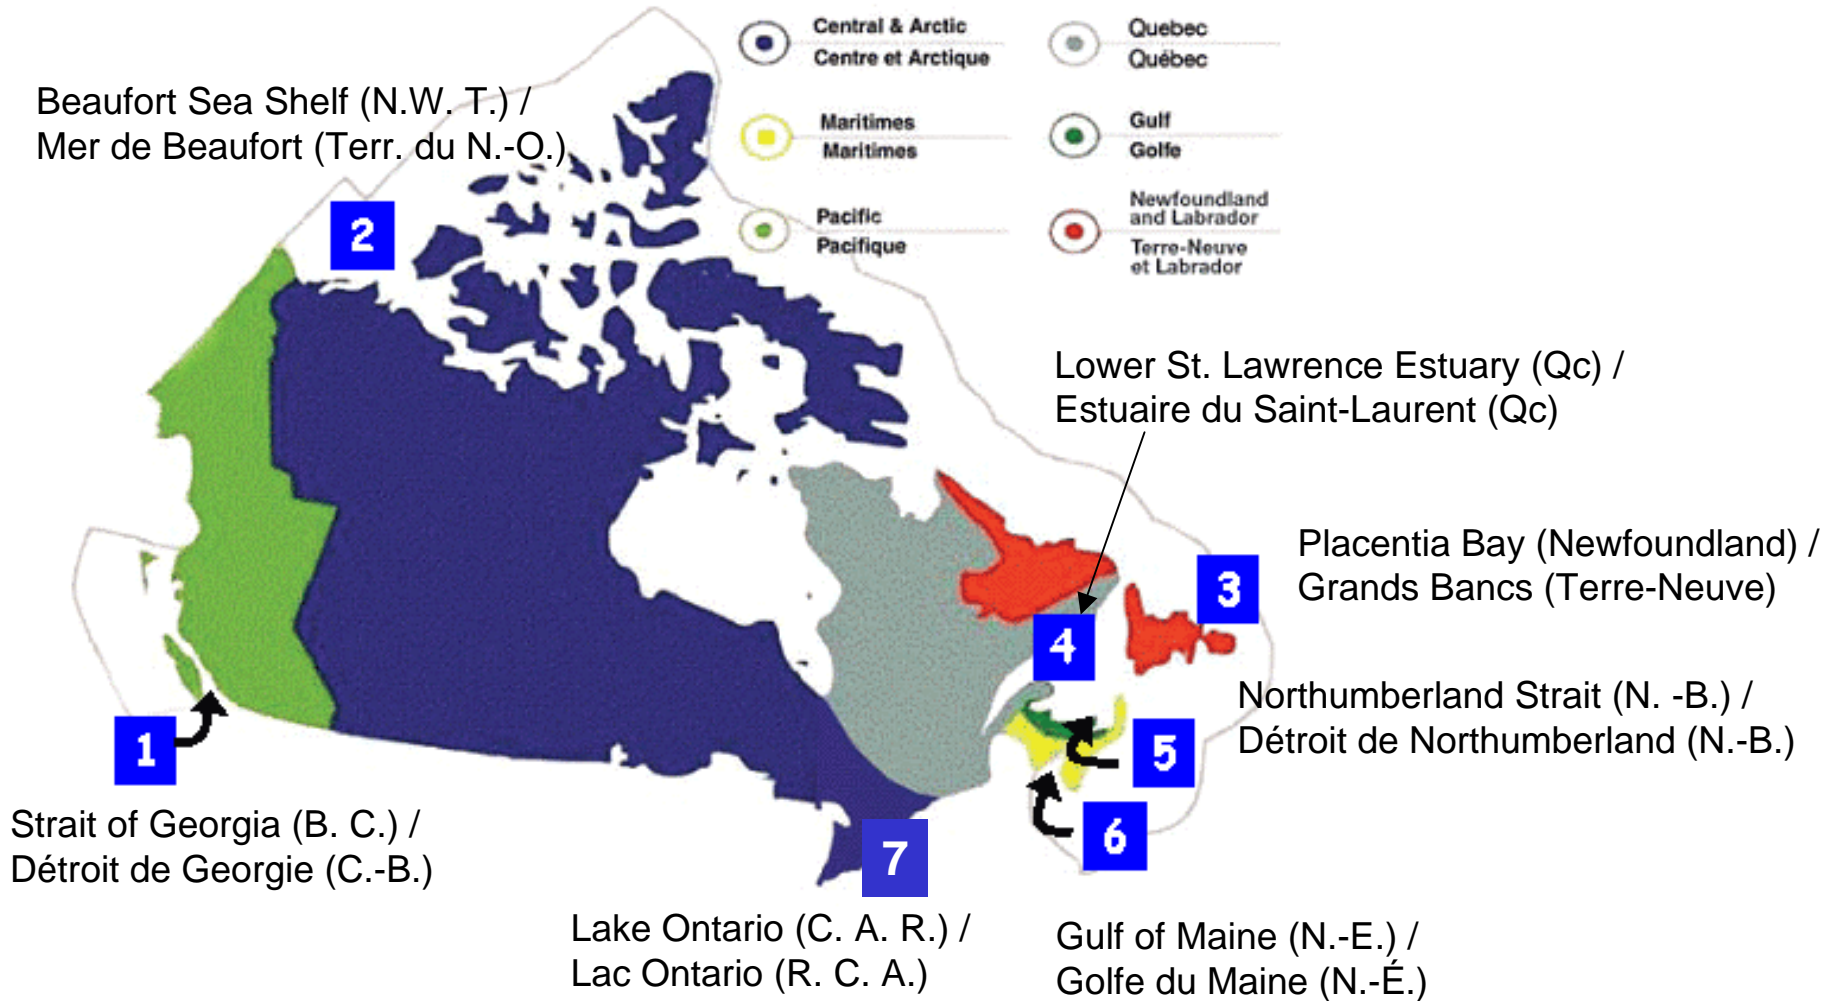 Central & Arctic
Centre et Arctique
Quebec
Québec
Maritimes
Maritimes
Gulf
Golfe
Pacific
Pacifique
Newfoundland
and Labrador
Terre-Neuve
et Labrador
Beaufort Sea Shelf (N.W. T.) /
Mer de Beaufort (Terr. du N.-O.)
2
Lower St. Lawrence Estuary (Qc) /
Estuaire du Saint-Laurent (Qc)
Placentia Bay (Newfoundland) /
Grands Bancs (Terre-Neuve)
3
4
Northumberland Strait (N. -B.) /
Détroit de Northumberland (N.-B.)
5
1
Strait of Georgia (B. C.) /
Détroit de Georgie (C.-B.)
6
7
Lake Ontario (C. A. R.) /
Lac Ontario (R. C. A.)
Gulf of Maine (N.-E.) /
Golfe du Maine (N.-É.)